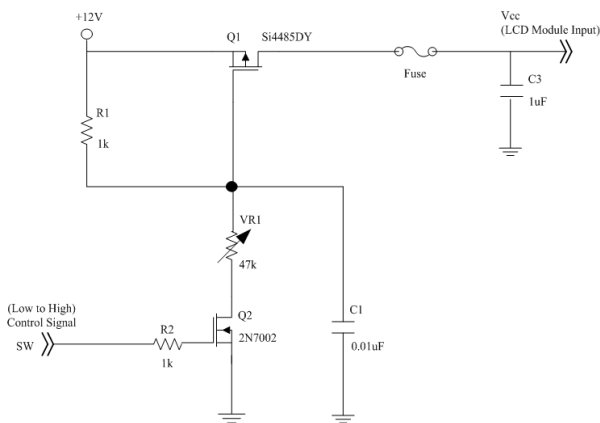 +12V
Q1
Si4485DY
Vcc
(LCD Module Input)
Fuse
C3
1uF
R1
1k
VR1
47k
(Low to High)
Control Signal
SW
R2
1k
Q2
2N7002
C1
0.01uF